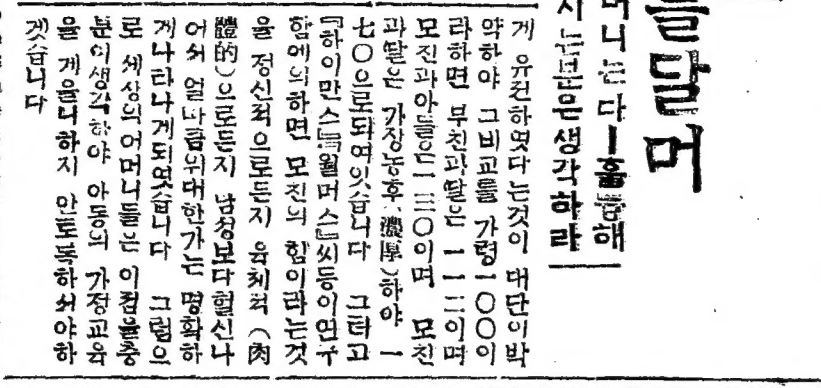 를달머
머니는다ㅣ훌늉해
시는분은생각하라
게 유전하엿다는것이 대단이박
약하야 그비교를 가령一〇〇이
라하면 부친과딸은 一一二이며
모친과아들은一三〇이며 모친
과딸은 가장농후(濃厚)하야 一
七〇으로되여잇습니다 그터고
『하이만스』『윌머스』씨등이연구
함에의하면 모친의 힘이라는것
을 정신적으로든지 육체적(肉
體的)으로든지 남성보다헐신나
어서 얼마큼위대한가는 명확하
게나라나게되엿습니다 그럼으
로 세상의어머니들은 이점을충
분이생각하야 아동의 가정교육
을 게을니하지 안토록하서야하
겟습니다